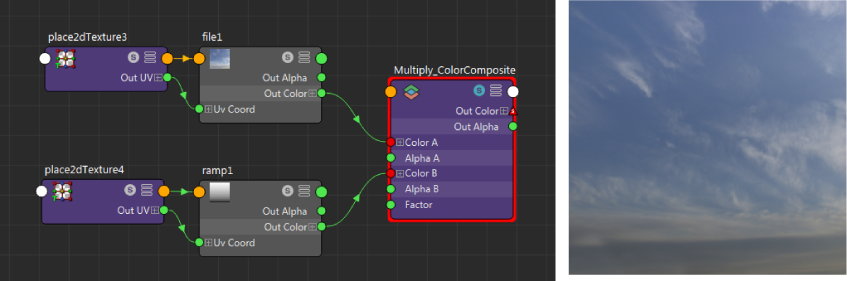 place2dTexture3
file1
Out UV
Out Alpha
Out Color
Uv Coord
Multiply_ColorComposite
Out Color
Out Alpha
Color A
Alpha A
Color B
Alpha B
Factor
place2dTexture4
ramp1
Out UV
Out Alpha
Out Color
Uv Coord